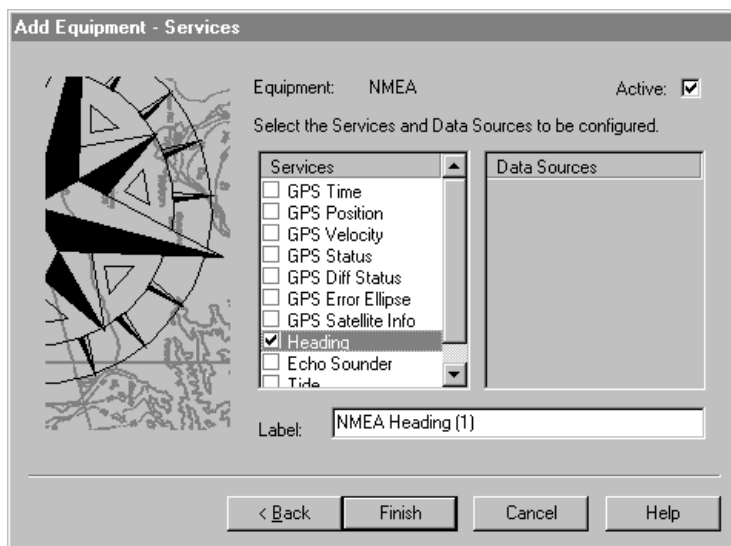 Add Equipment - Services
Equipment: NMEA Active:
Select the Services and Data Sources to be configured.
Services
GPS Time
GPS Position
GPS Velocity
GPS Status
GPS Diff Status
GPS Error Ellipse
GPS Satellite Info
Heading
Echo Sounder
Tide
Data Sources
Label: NMEA Heading (1)
< Back Finish Cancel Help